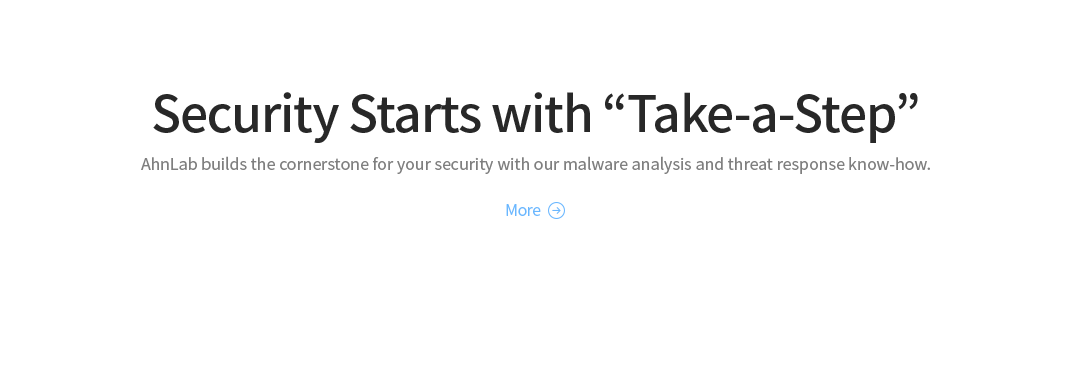 Security Starts with “Take-a-Step”
AhnLab builds the cornerstone for your security with our malware analysis and threat response know-how.
More